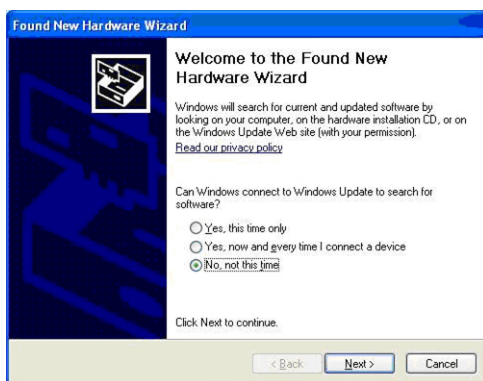 Found New Hardware Wizard
Welcome to the Found New
Hardware Wizard
Windows will search for current and updated software by
looking on your computer, on the hardware installation CD, or on
the Windows Update Web site (with your permission).
Read our privacy policy
Can Windows connect to Windows Update to search for
software?
Yes, this time only
Yes, now and every time I connect a device
No, not this time
Click Next to continue.
< Back
Next >
Cancel